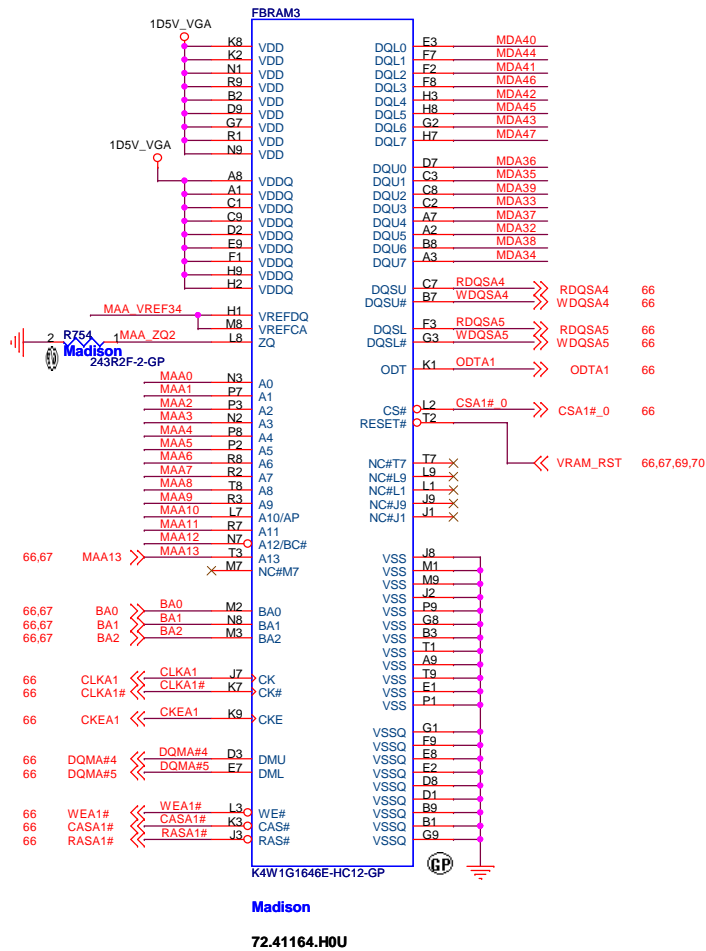 FBRAM3
1D5V_VGA
K8 VDD DQL0 E3 MDA40
K2 VDD DQL1 F7 MDA44
N1 VDD DQL2 F2 MDA41
R9 VDD DQL3 F8 MDA46
B2 VDD DQL4 H3 MDA42
D9 VDD DQL5 H8 MDA45
G7 VDD DQL6 G2 MDA43
R1 VDD DQL7 H7 MDA47
N9 VDD
1D5V_VGA
A8 VDDQ DQU0 D7 MDA36
A1 VDDQ DQU1 C3 MDA35
C1 VDDQ DQU2 C8 MDA39
C9 VDDQ DQU3 C2 MDA33
D2 VDDQ DQU4 A7 MDA37
E9 VDDQ DQU5 A2 MDA32
F1 VDDQ DQU6 B8 MDA38
H9 VDDQ DQU7 A3 MDA34
H2 VDDQ
DQSU C7 RDQSA4 RDQSA4 66
DQSU# B7 WDQSA4 WDQSA4 66
MAA_VREF34 H1 VREFDQ
M8 VREFCA
DQSL F3 RDQSA5 RDQSA5 66
DQSL# G3 WDQSA5 WDQSA5 66
2 R754 1 MAA_ZQ2 L8 ZQ
Madison
243R2F-2-GP
ODT K1 ODTA1 ODTA1 66
MAA0 N3 A0
MAA1 P7 A1
MAA2 P3 A2
MAA3 N2 A3
MAA4 P8 A4
MAA5 P2 A5
MAA6 R8 A6
MAA7 R2 A7
MAA8 T8 A8
MAA9 R3 A9
MAA10 L7 A10/AP
MAA11 R7 A11
MAA12 N7 A12/BC#
66,67 MAA13 MAA13 T3 A13
M7 NC#M7
CS# L2 CSA1#_0 CSA1#_0 66
RESET# T2
VRAM_RST 66,67,69,70
NC#T7 T7
NC#L9 L9
NC#L1 L1
NC#J9 J9
NC#J1 J1
66,67 BA0 BA0 M2 BA0
66,67 BA1 BA1 N8 BA1
66,67 BA2 BA2 M3 BA2
66 CLKA1 CLKA1 J7 CK
66 CLKA1# CLKA1# K7 CK#
66 CKEA1 CKEA1 K9 CKE
66 DQMA#4 DQMA#4 D3 DMU
66 DQMA#5 DQMA#5 E7 DML
66 WEA1# WEA1# L3 WE#
66 CASA1# CASA1# K3 CAS#
66 RASA1# RASA1# J3 RAS#
VSS J8
VSS M1
VSS M9
VSS J2
VSS P9
VSS G8
VSS B3
VSS T1
VSS A9
VSS T9
VSS E1
VSS P1
VSSQ G1
VSSQ F9
VSSQ E8
VSSQ E2
VSSQ D8
VSSQ D1
VSSQ B9
VSSQ B1
VSSQ G9
GP
K4W1G1646E-HC12-GP
Madison
72.41164.H0U